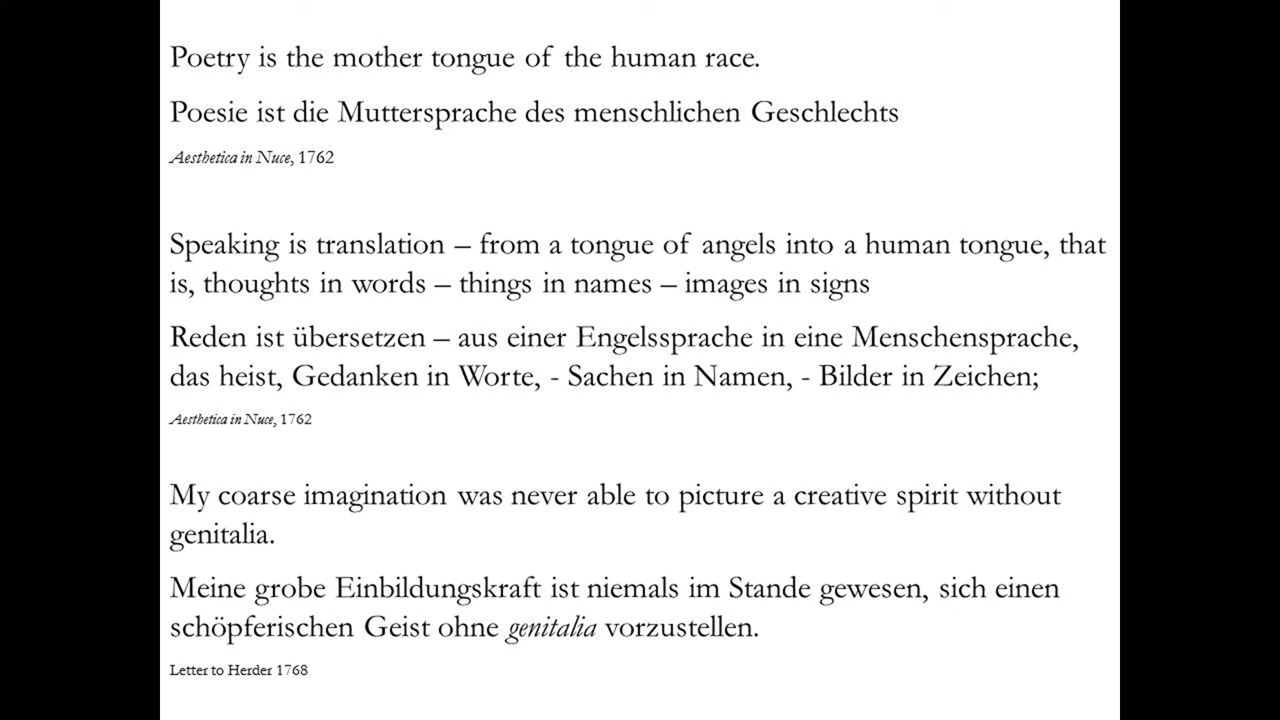 Poetry is the mother tongue of the human race.
Poesie ist die Muttersprache des menschlichen Geschlechts
Aesthetica in Nuce, 1762
Speaking is translation – from a tongue of angels into a human tongue, that
is, thoughts in words – things in names – images in signs
Reden ist übersetzen – aus einer Engelssprache in eine Menschensprache,
das heist, Gedanken in Worte, - Sachen in Namen, - Bilder in Zeichen;
Aesthetica in Nuce, 1762
My coarse imagination was never able to picture a creative spirit without
genitalia.
Meine grobe Einbildungskraft ist niemals im Stande gewesen, sich einen
schöpferischen Geist ohne genitalia vorzustellen.
Letter to Herder 1768